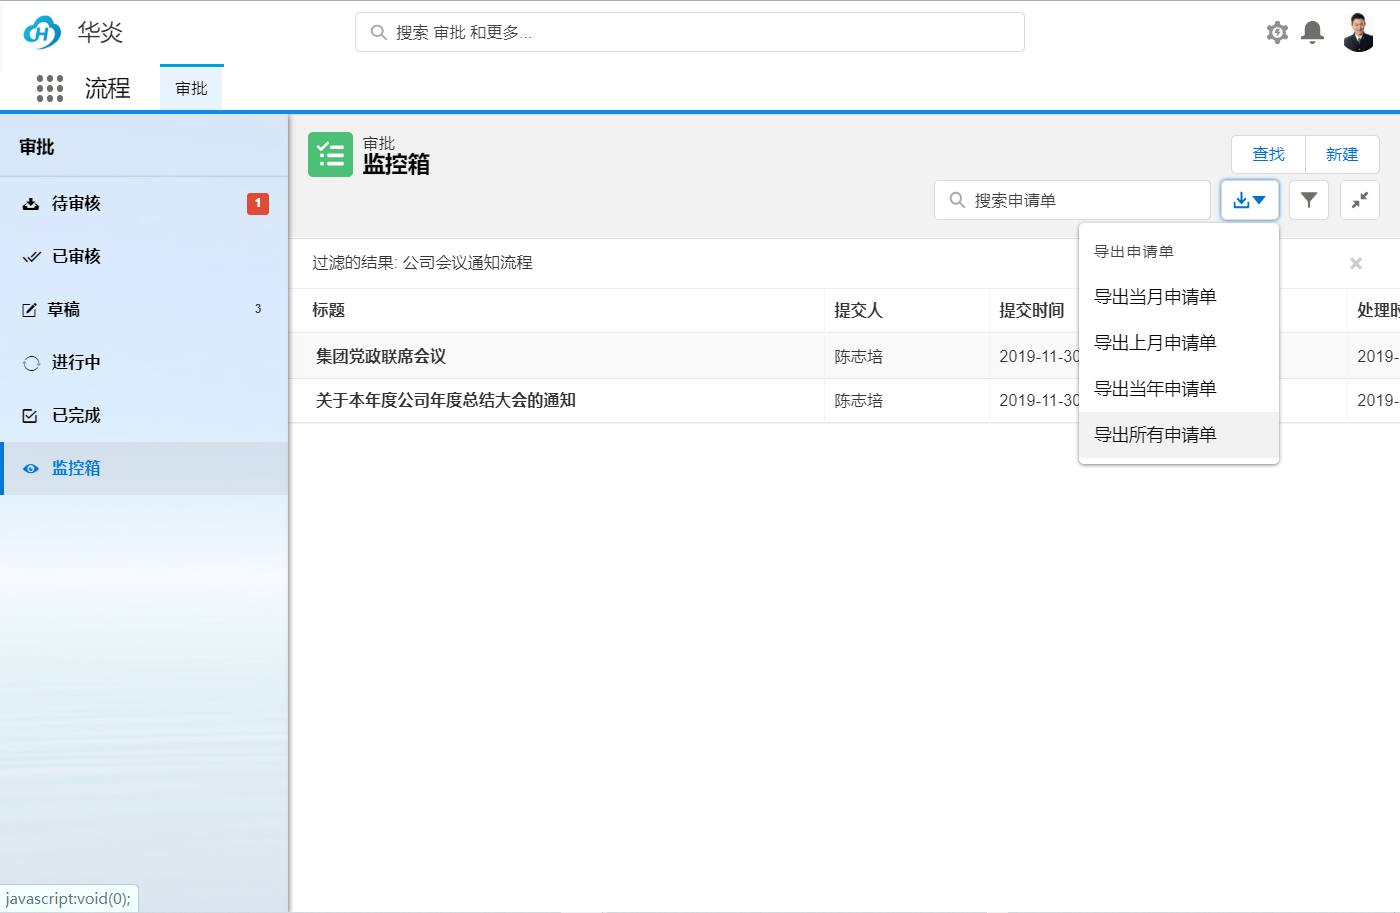 华炎
搜索 审批 和更多...
流程
审批
审批
待审核
1
已审核
草稿
3
进行中
已完成
监控箱
审批
监控箱
查找
新建
搜索申请单
过滤的结果: 公司会议通知流程
标题
提交人
提交时间
处理时
集团党政联席会议
陈志培
2019-11-30
2019-
关于本年度公司年度总结大会的通知
陈志培
2019-11-30
2019-
导出申请单
导出当月申请单
导出上月申请单
导出当年申请单
导出所有申请单
javascript:void(0);